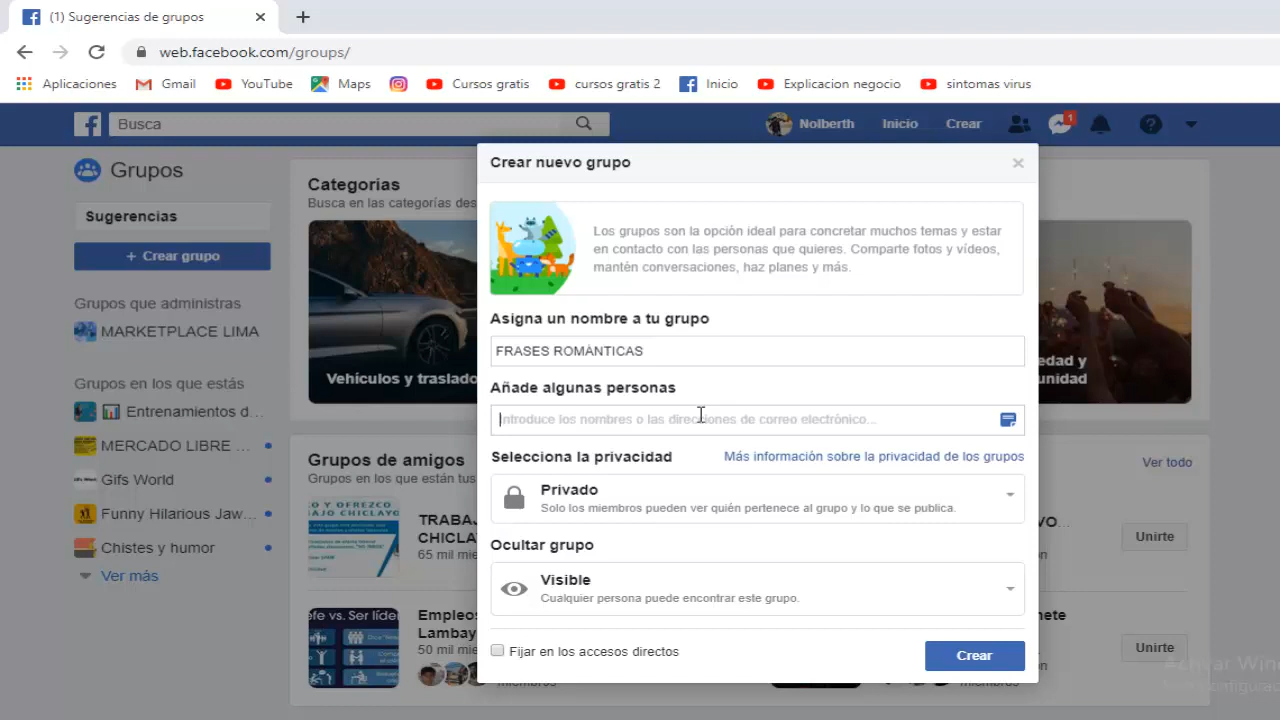 (1) Sugerencias de grupo
web.facebook.com/groups/
Aplicaciones
Gmail
YouTube
Maps
Cursos gratis
cursos gratis 2
Inicio
Explicacion negocio
sintomas virus
Busca
Nolberth
Inicio
Crear
1
Grupos
Sugerencias
+ Crear grupo
Grupos que administras
MARKETPLACE LIMA
Grupos en los que estás
Entrenamientos d...
MERCADO LIBRE ...
Gifs World
Funny Hilarious Jaw...
Chistes y humor
Ver más
Categorías
Busca en las categorías
Vehículos y traslado
Grupos de amigos
Grupos en los que están tus
Ver todo
TRABAJ
CHICLA
65 mil
Unirte
Empleos
Lambay
50 mil
miembros
Unirte
Crear nuevo grupo
Los grupos son la opción ideal para concretar muchos temas y estar
en contacto con las personas que quieres. Comparte fotos y vídeos,
mantén conversaciones, haz planes y más.
Asigna un nombre a tu grupo
FRASES ROMÁNTICAS
Añade algunas personas
Introduce los nombres o las direcciones de correo electrónico...
Selecciona la privacidad
Más información sobre la privacidad de los grupos
Privado
Solo los miembros pueden ver quién pertenece al grupo y lo que se publica.
Ocultar grupo
Visible
Cualquier persona puede encontrar este grupo.
Fijar en los accesos directos
Crear